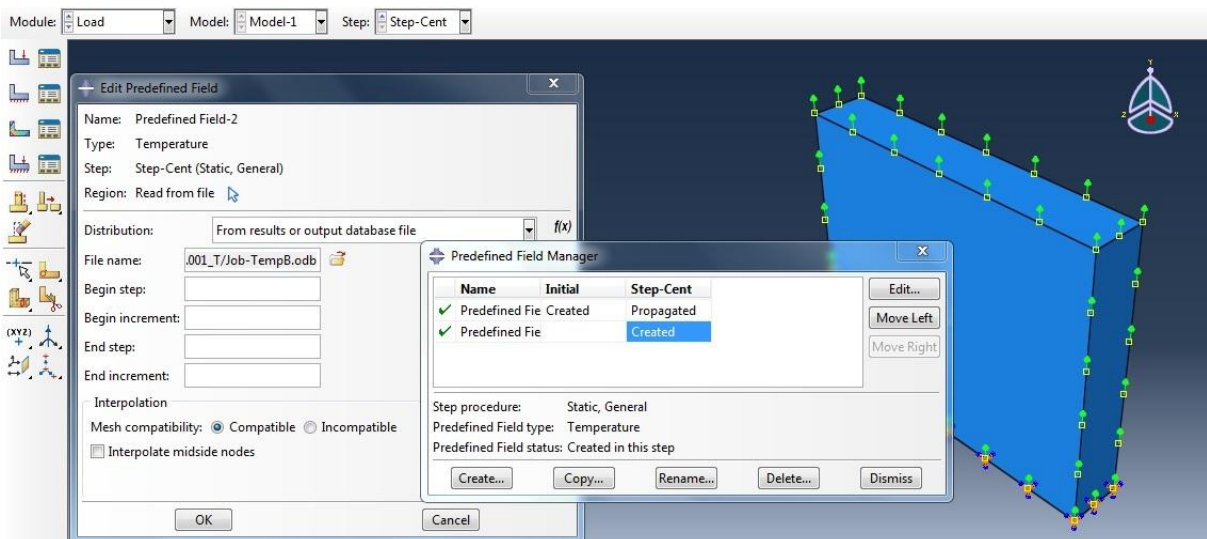 Module: Load Model: Model-1 Step: Step-Cent
Edit Predefined Field
x
Name: Predefined Field-2
Type: Temperature
Step: Step-Cent (Static, General)
Region: Read from file
Distribution: From results or output database file f(x)
File name: .001_T/Job-TempB.odb
Begin step:
Begin increment:
End step:
End increment:
Interpolation
Mesh compatibility: Compatible Incompatible
Interpolate midside nodes
OK Cancel
Predefined Field Manager
x
Name Initial Step-Cent
Predefined Fie Created Propagated
Predefined Fie Created
Edit...
Move Left
Move Right
Step procedure: Static, General
Predefined Field type: Temperature
Predefined Field status: Created in this step
Create... Copy... Rename... Delete... Dismiss
(XYZ)
Y
Z X